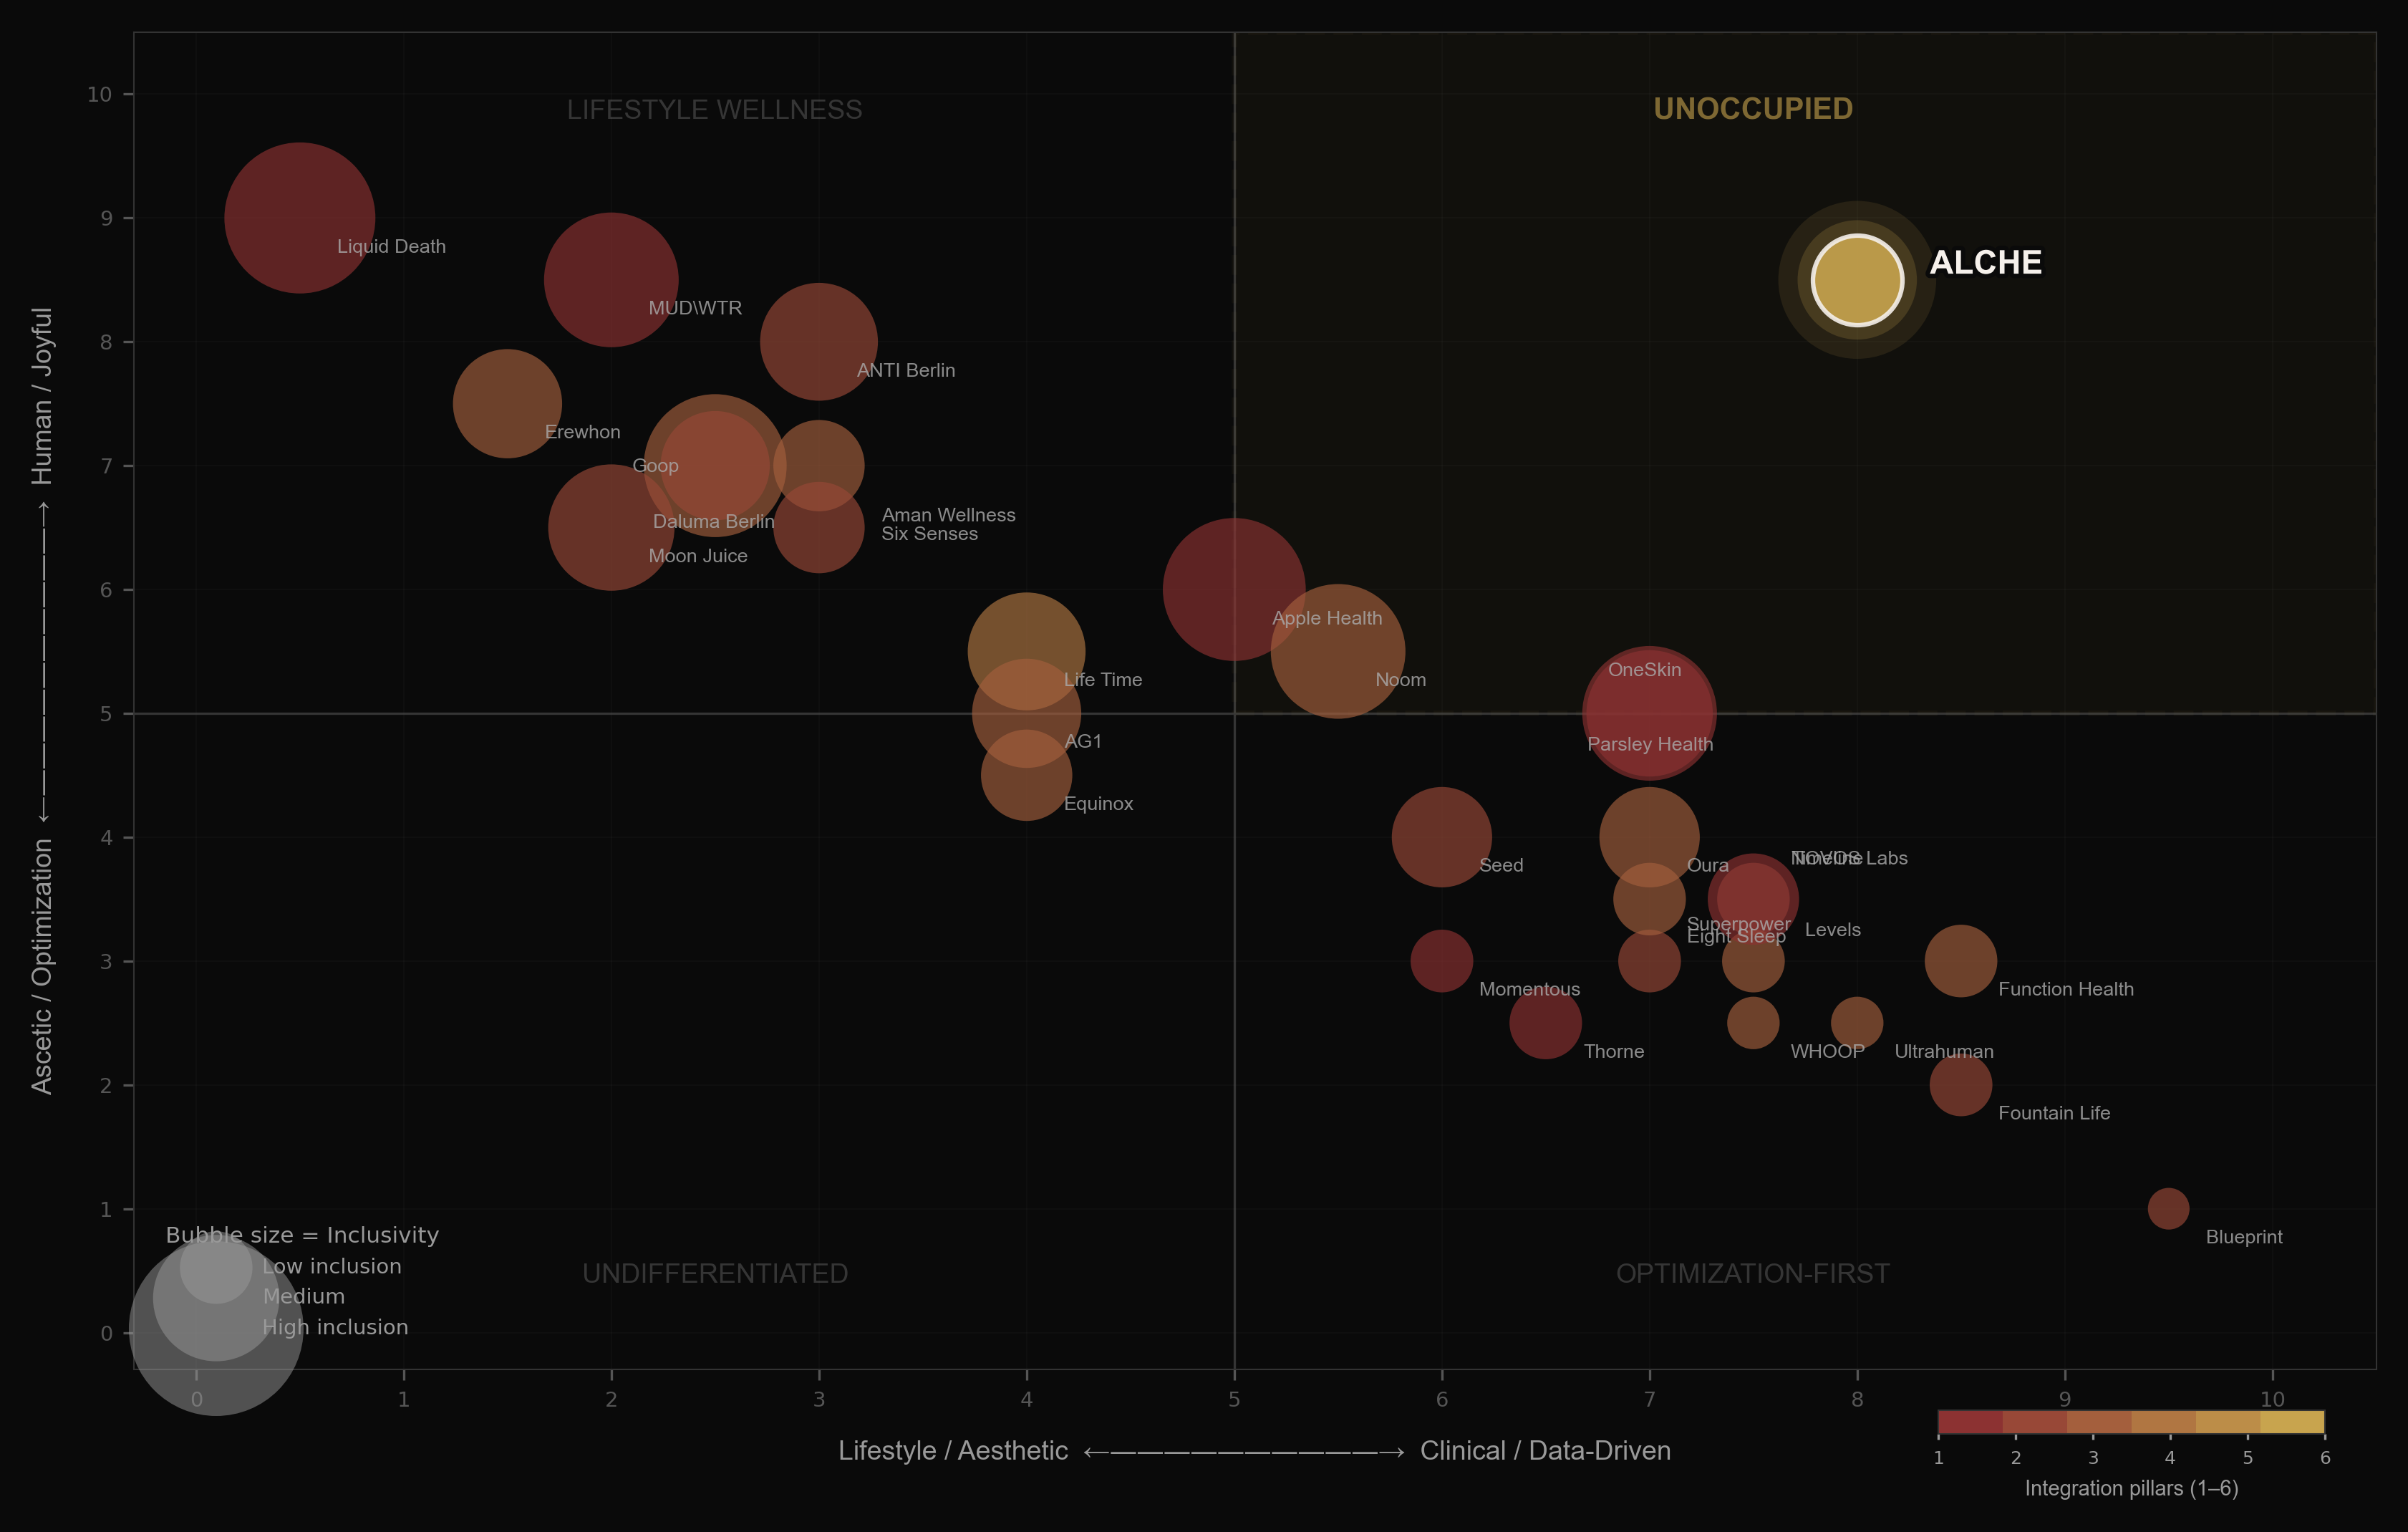 LIFESTYLE WELLNESS
UNOCCUPIED
ALCHE
Liquid Death
MUD\WTR
ANTI Berlin
Erewhon
Goop
Daluma Berlin
Moon Juice
Aman Wellness
Six Senses
Apple Health
Noom
Life Time
AG1
Equinox
OneSkin
Parsley Health
Seed
Oura
NOVOS Labs
Timeline
Superpower
Eight Sleep
Levels
Momentous
Function Health
Thorne
WHOOP
Ultrahuman
Fountain Life
Blueprint
UNDIFFERENTIATED
OPTIMIZATION-FIRST
Bubble size = Inclusivity
Low inclusion
Medium
High inclusion
10
9
8
7
6
5
4
3
2
1
0
Ascetic / Optimization ←————————————→ Human / Joyful
0 1 2 3 4 5 6 7 8 9 10
Lifestyle / Aesthetic ←————————————→ Clinical / Data-Driven
1 2 3 4 5 6
Integration pillars (1–6)